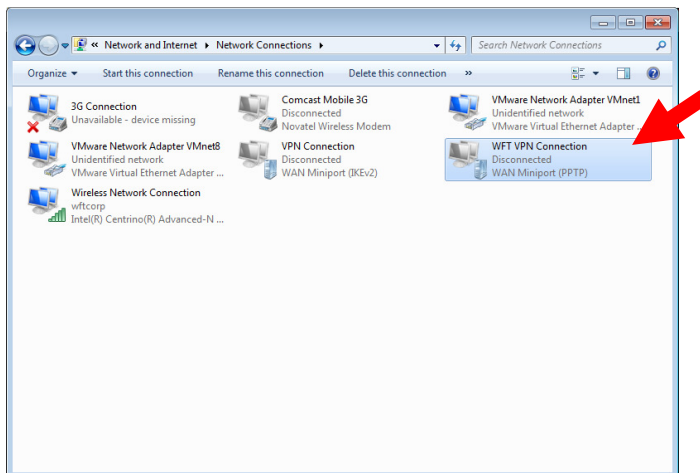 « Network and Internet ▸ Network Connections ▸
Search Network Connections
Organize ▾ Start this connection Rename this connection Delete this connection »
3G Connection
Unavailable - device missing
Comcast Mobile 3G
Disconnected
Novatel Wireless Modem
VMware Network Adapter VMnet1
Unidentified network
VMware Virtual Ethernet Adapter ...
VMware Network Adapter VMnet8
Unidentified network
VMware Virtual Ethernet Adapter ...
VPN Connection
Disconnected
WAN Miniport (IKEv2)
WFT VPN Connection
Disconnected
WAN Miniport (PPTP)
Wireless Network Connection
wftcorp
Intel(R) Centrino(R) Advanced-N ...